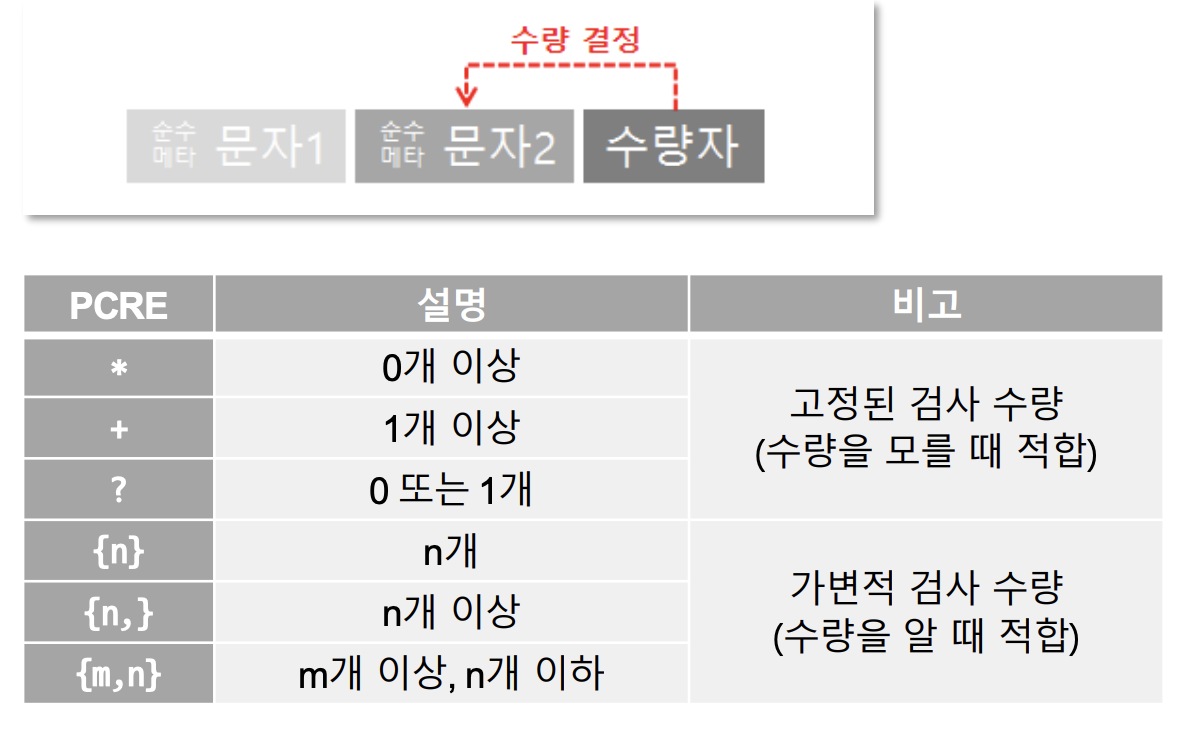 수량 결정
순수 메타 문자1 순수 메타 문자2 수량자
PCRE 설명 비고
* 0개 이상
+ 1개 이상
? 0 또는 1개
고정된 검사 수량
(수량을 모를 때 적합)
{n} n개
{n,} n개 이상
{m,n} m개 이상, n개 이하
가변적 검사 수량
(수량을 알 때 적합)